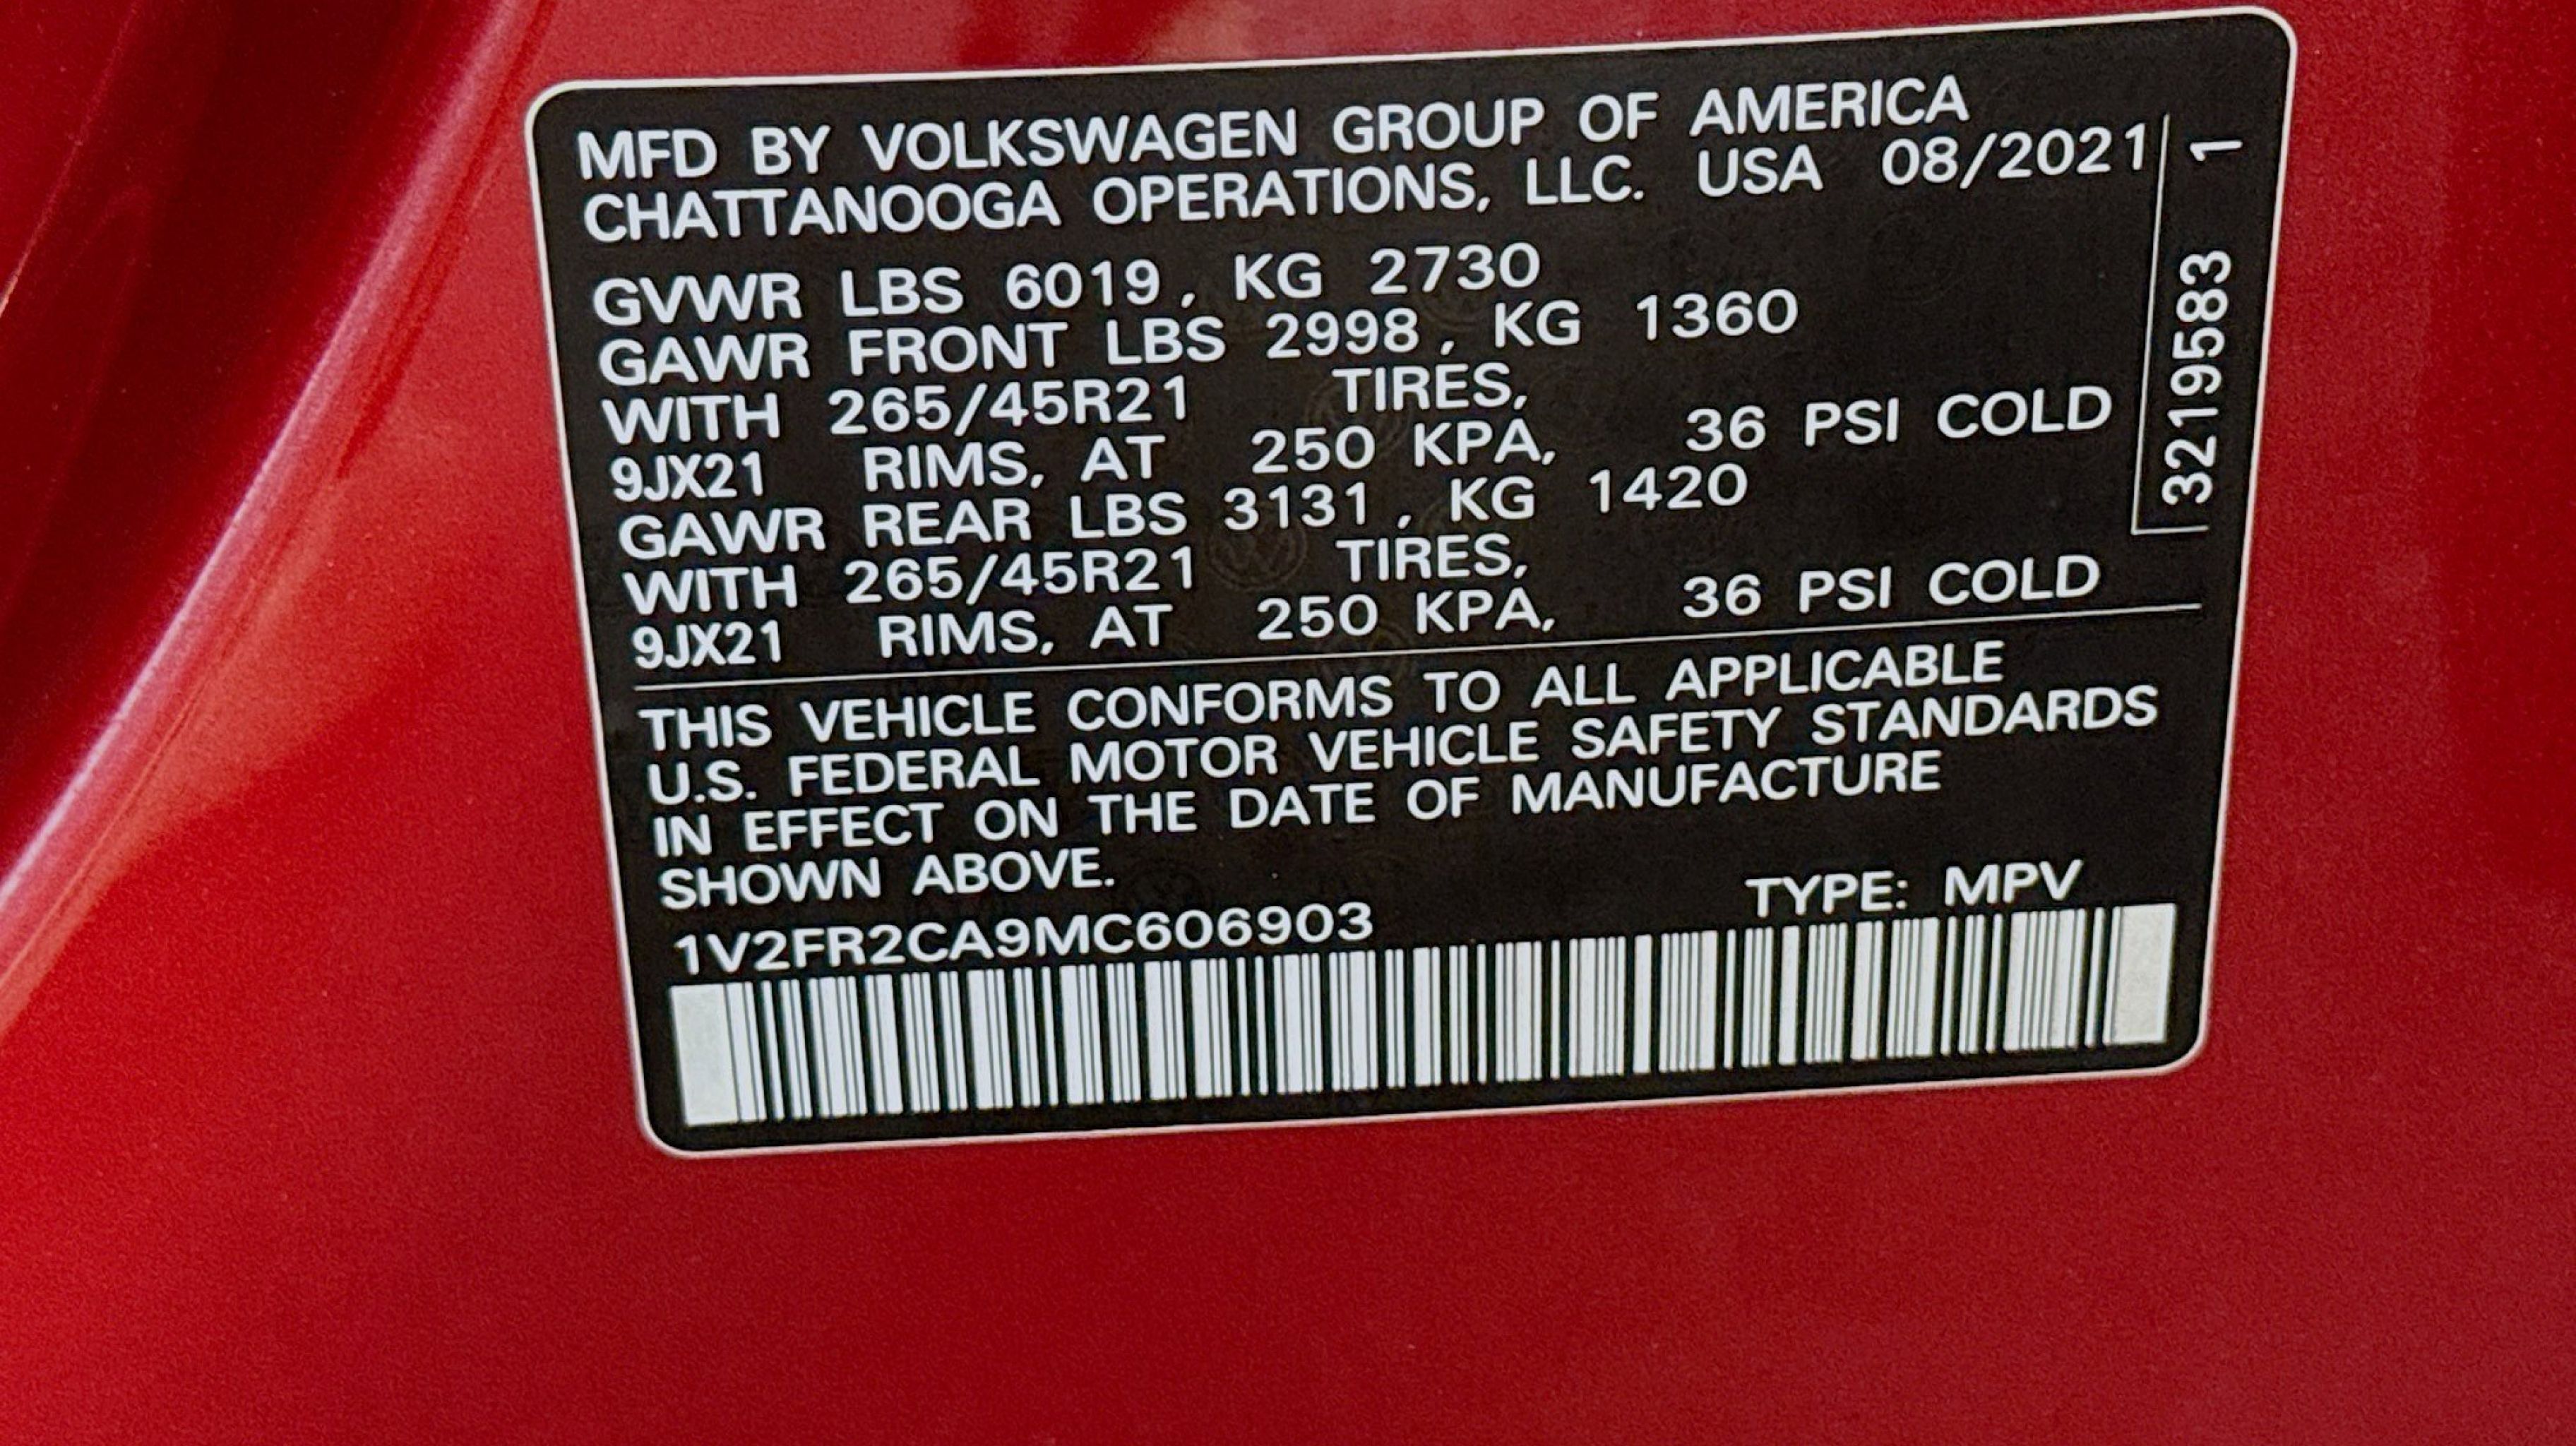 MFD BY VOLKSWAGEN GROUP OF AMERICA
CHATTANOOGA OPERATIONS, LLC. USA 08/2021
GVWR LBS 6019, KG 2730
GAWR FRONT LBS 2998, KG 1360
WITH 265/45R21 TIRES,
9JX21 RIMS, AT 250 KPA, 36 PSI COLD
GAWR REAR LBS 3131, KG 1420
WITH 265/45R21 TIRES,
9JX21 RIMS, AT 250 KPA, 36 PSI COLD
3219583 1
THIS VEHICLE CONFORMS TO ALL APPLICABLE
U.S. FEDERAL MOTOR VEHICLE SAFETY STANDARDS
IN EFFECT ON THE DATE OF MANUFACTURE
SHOWN ABOVE.
1V2FR2CA9MC606903 TYPE: MPV